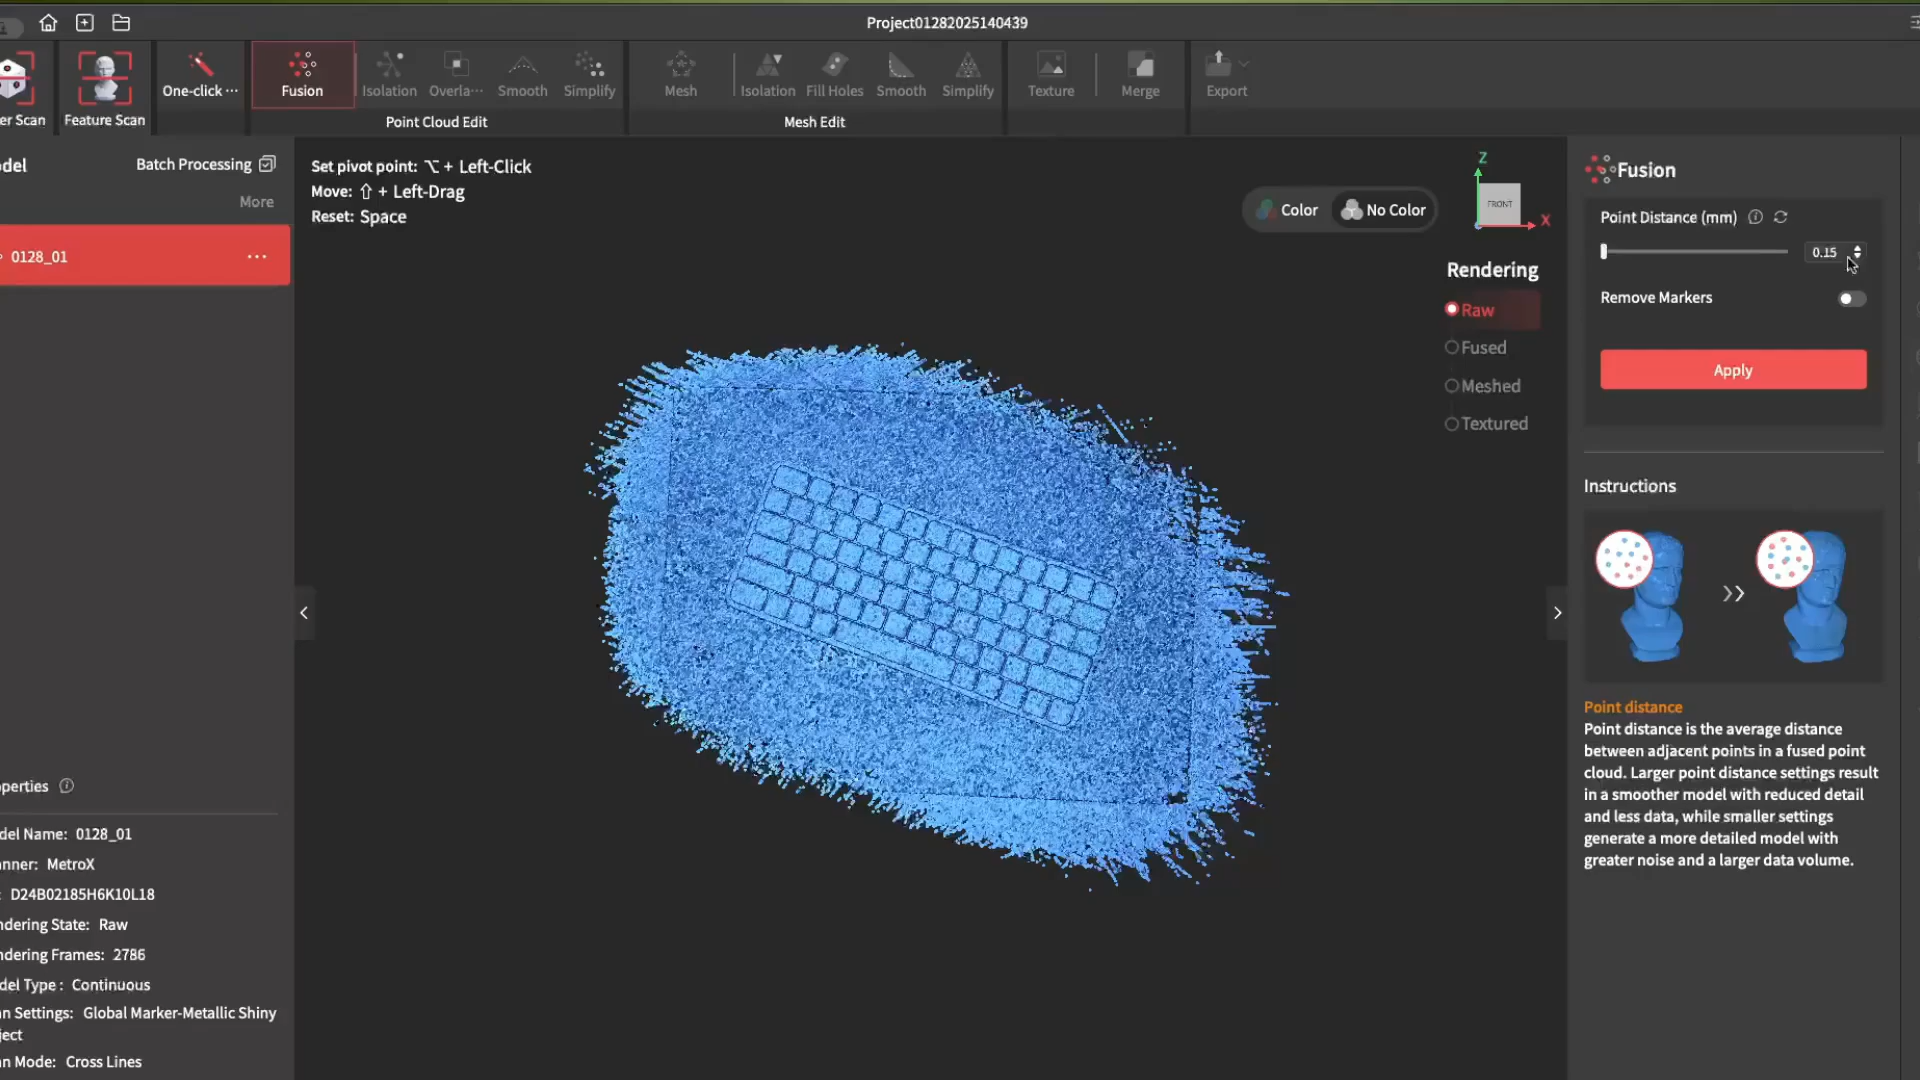 Project01282025140439
One-click ···
Fusion
Isolation
Overla···
Smooth
Simplify
Mesh
Isolation
Fill Holes
Smooth
Simplify
Texture
Merge
Export
er Scan
Feature Scan
Point Cloud Edit
Mesh Edit
del
Batch Processing
More
0128_01
···
Set pivot point: ⌥ + Left-Click
Move: ⇧ + Left-Drag
Reset: Space
Color
No Color
Z
FRONT
X
Rendering
Raw
Fused
Meshed
Textured
Fusion
Point Distance (mm)
0.15
Remove Markers
Apply
Instructions
Point distance
Point distance is the average distance
between adjacent points in a fused point
cloud. Larger point distance settings result
in a smoother model with reduced detail
and less data, while smaller settings
generate a more detailed model with
greater noise and a larger data volume.
perties
del Name: 0128_01
nner: MetroX
: D24B02185H6K10L18
ndering State: Raw
ndering Frames: 2786
del Type : Continuous
n Settings: Global Marker-Metallic Shiny
ject
n Mode: Cross Lines